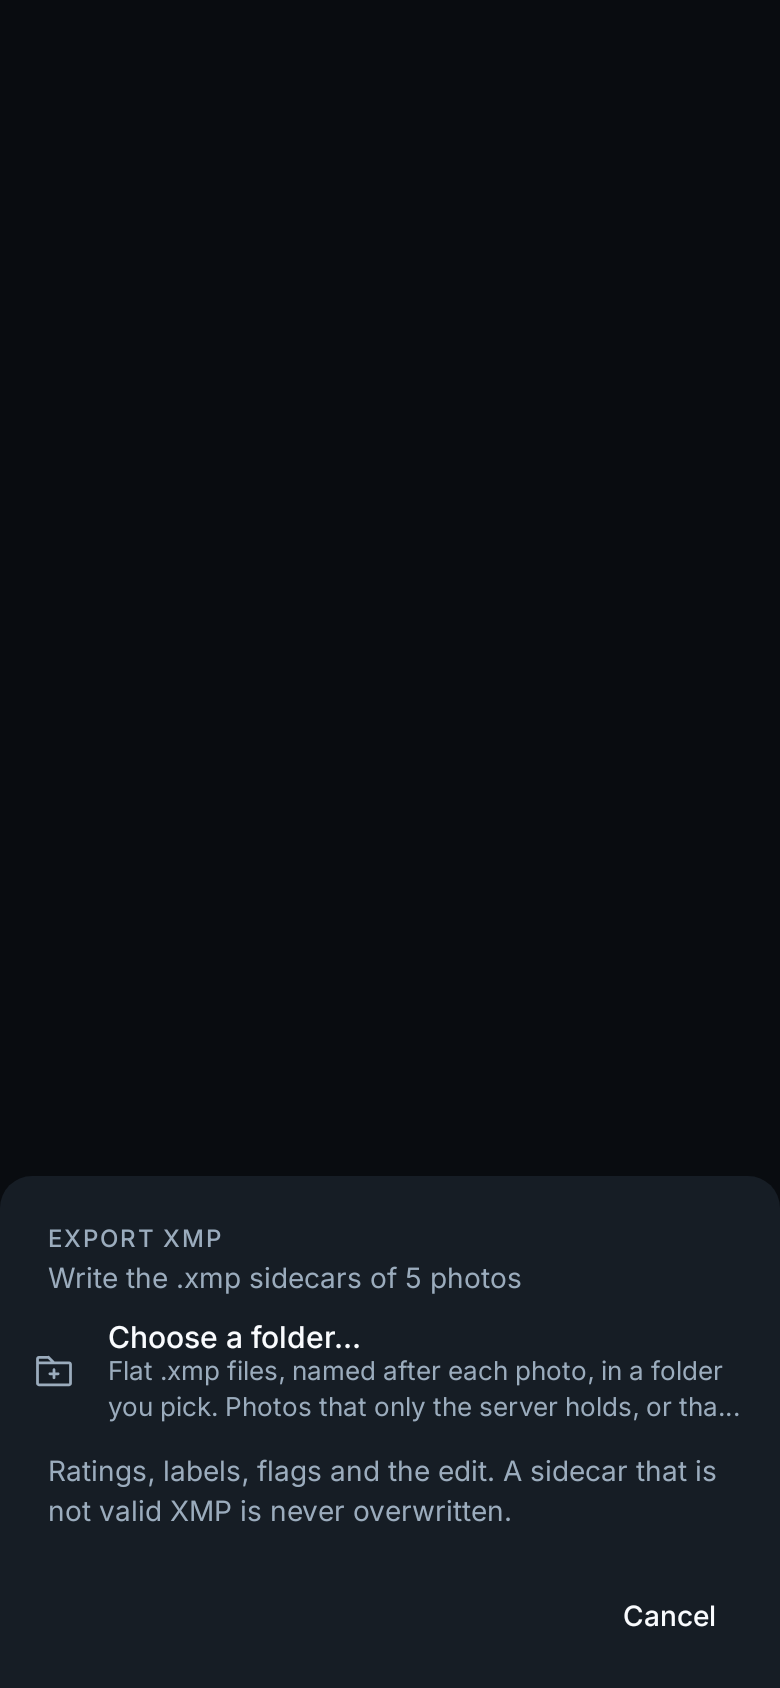 EXPORT XMP
Write the .xmp sidecars of 5 photos
Choose a folder...
Flat .xmp files, named after each photo, in a folder
you pick. Photos that only the server holds, or tha...
Ratings, labels, flags and the edit. A sidecar that is
not valid XMP is never overwritten.
Cancel